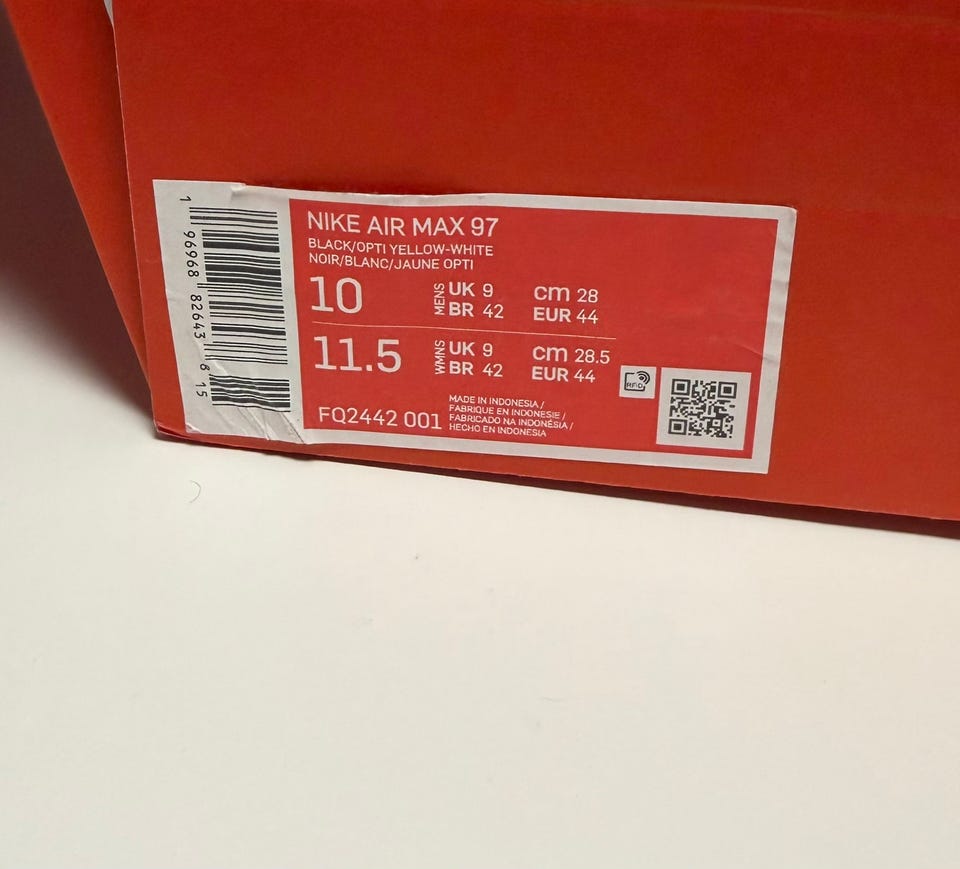 1 96968 82643 6 15
NIKE AIR MAX 97
BLACK/OPTI YELLOW-WHITE
NOIR/BLANC/JAUNE OPTI
10 MENS UK 9 cm 28
BR 42 EUR 44
11.5 WMNS UK 9 cm 28.5
BR 42 EUR 44
RFID
FQ2442 001
MADE IN INDONESIA /
FABRIQUE EN INDONESIE /
FABRICADO NA INDONÉSIA /
HECHO EN INDONESIA